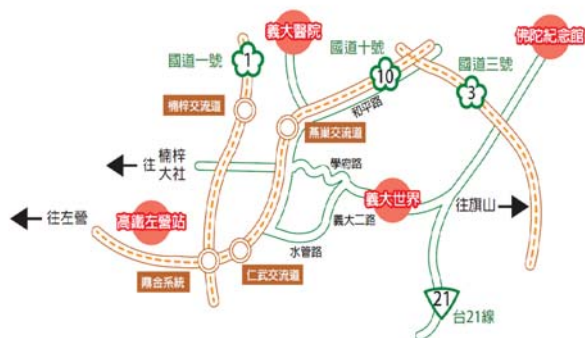 義大醫院
佛陀紀念館
國道一號
1
國道十號
10
國道三號
3
和平路
楠梓交流道
燕巢交流道
往
楠梓
大社
學府路
義大世界
往旗山
往左營
高鐵左營站
義大二路
水管路
鼎金系統
仁武交流道
21
台21線